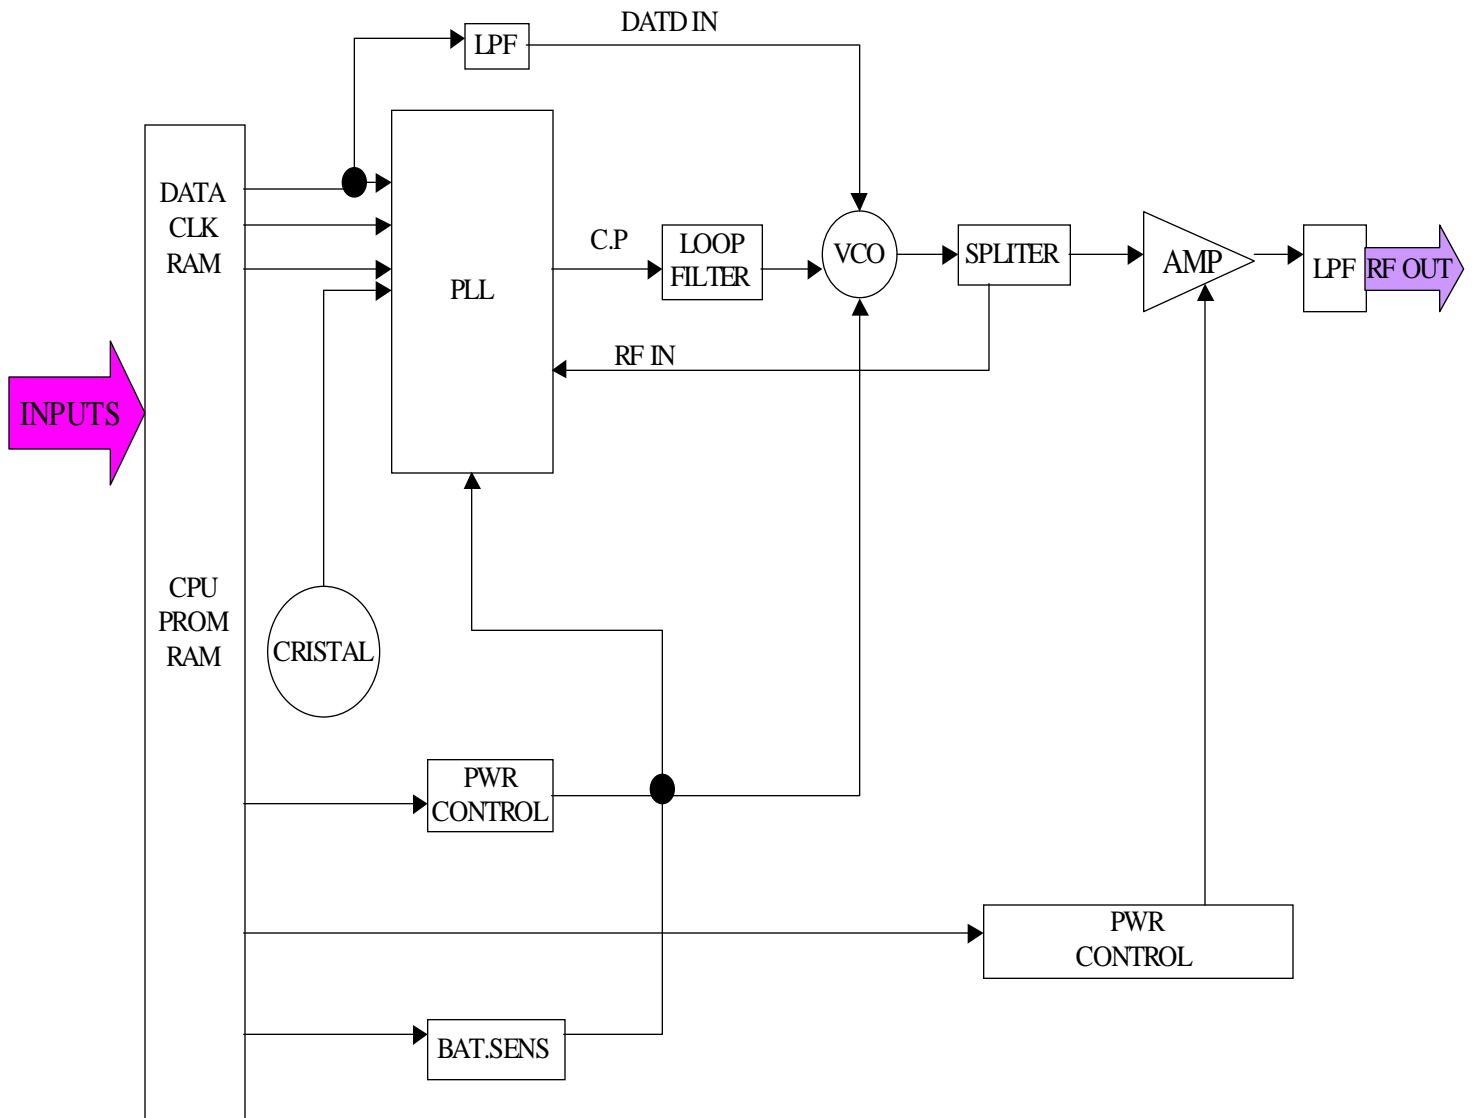 DATD IN
LPF
DATA
CLK
RAM
C.P
LOOP
FILTER
VCO
SPLITER
AMP
LPF
RF OUT
PLL
RF IN
INPUTS
CPU
PROM
RAM
CRISTAL
PWR
CONTROL
PWR
CONTROL
BAT.SENS